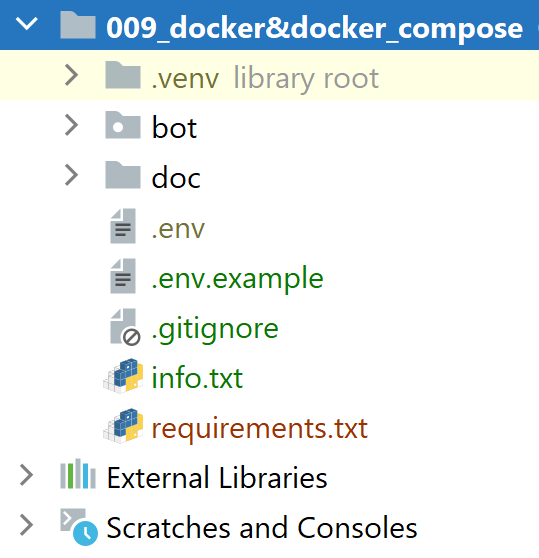 009_docker&docker_compose
.venv library root
bot
doc
.env
.env.example
.gitignore
info.txt
requirements.txt
External Libraries
Scratches and Consoles